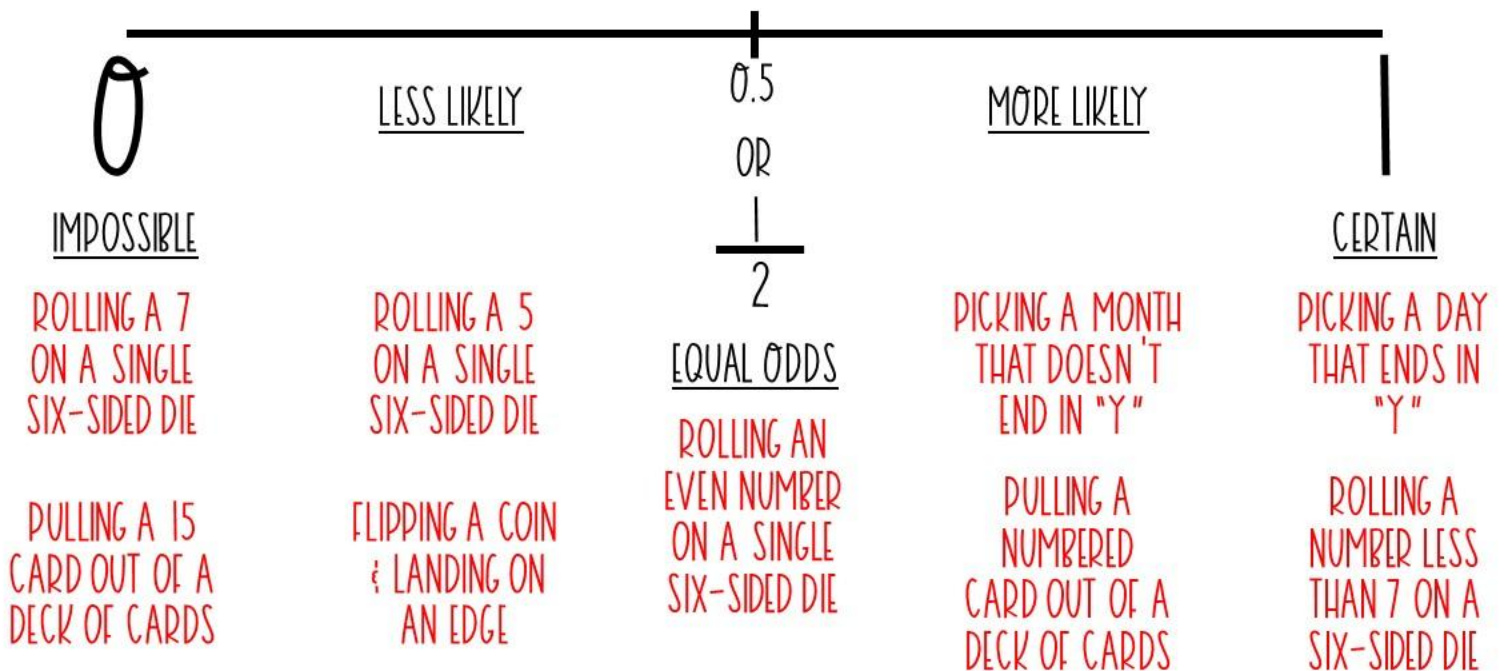 0
LESS LIKELY
0.5
OR
1
2
MORE LIKELY
1
IMPOSSIBLE
ROLLING A 7
ON A SINGLE
SIX-SIDED DIE
PULLING A 15
CARD OUT OF A
DECK OF CARDS
ROLLING A 5
ON A SINGLE
SIX-SIDED DIE
FLIPPING A COIN
& LANDING ON
AN EDGE
EQUAL ODDS
ROLLING AN
EVEN NUMBER
ON A SINGLE
SIX-SIDED DIE
PICKING A MONTH
THAT DOESN'T
END IN "Y"
PULLING A
NUMBERED
CARD OUT OF A
DECK OF CARDS
CERTAIN
PICKING A DAY
THAT ENDS IN
"Y"
ROLLING A
NUMBER LESS
THAN 7 ON A
SIX-SIDED DIE